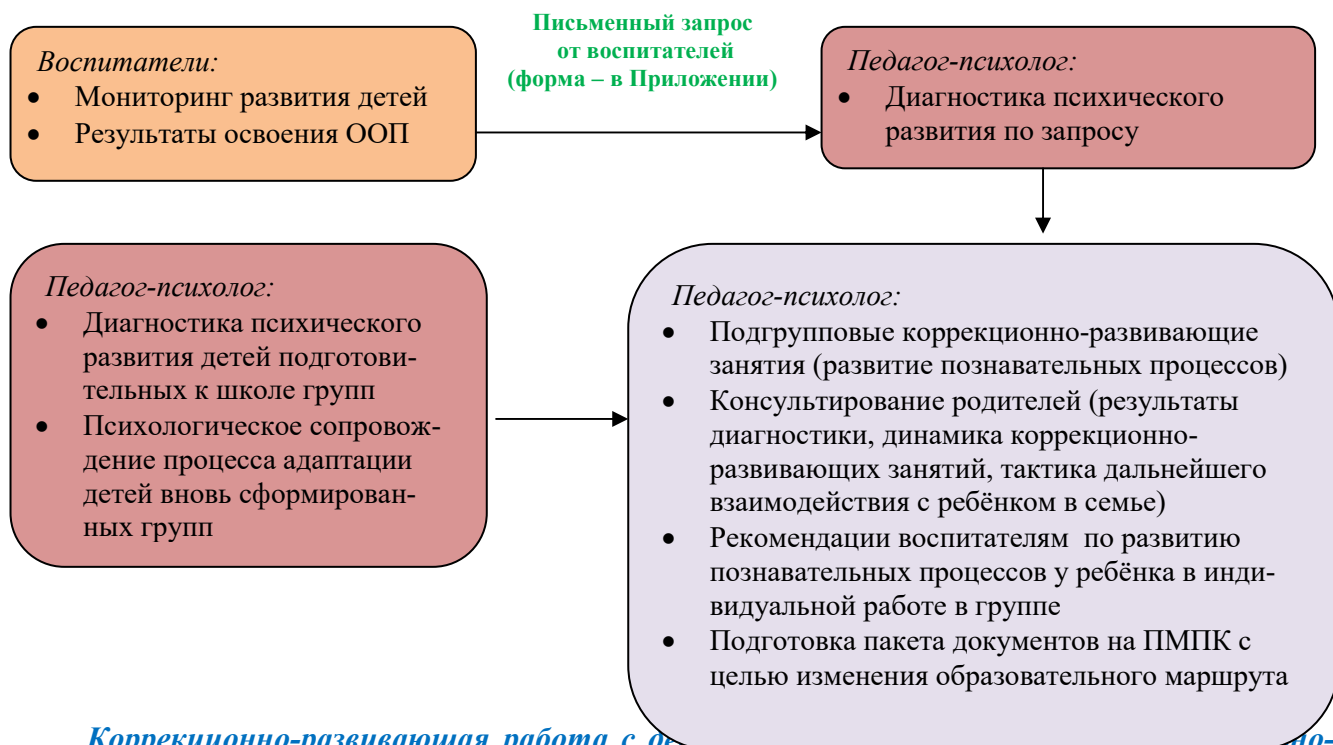 Письменный запрос
от воспитателей
(форма – в Приложении)
Воспитатели:
• Мониторинг развития детей
• Результаты освоения ООП
Педагог-психолог:
• Диагностика психического
развития по запросу
Педагог-психолог:
• Диагностика психического
развития детей подготови-
тельных к школе групп
• Психологическое сопровож-
дение процесса адаптации
детей вновь сформирован-
ных групп
Педагог-психолог:
• Подгрупповые коррекционно-развивающие
занятия (развитие познавательных процессов)
• Консультирование родителей (результаты
диагностики, динамика коррекционно-
развивающих занятий, тактика дальнейшего
взаимодействия с ребёнком в семье)
• Рекомендации воспитателям по развитию
познавательных процессов у ребёнка в инди-
видуальной работе в группе
• Подготовка пакета документов на ПМПК с
целью изменения образовательного маршрута
Коррекционно-развивающая работа с